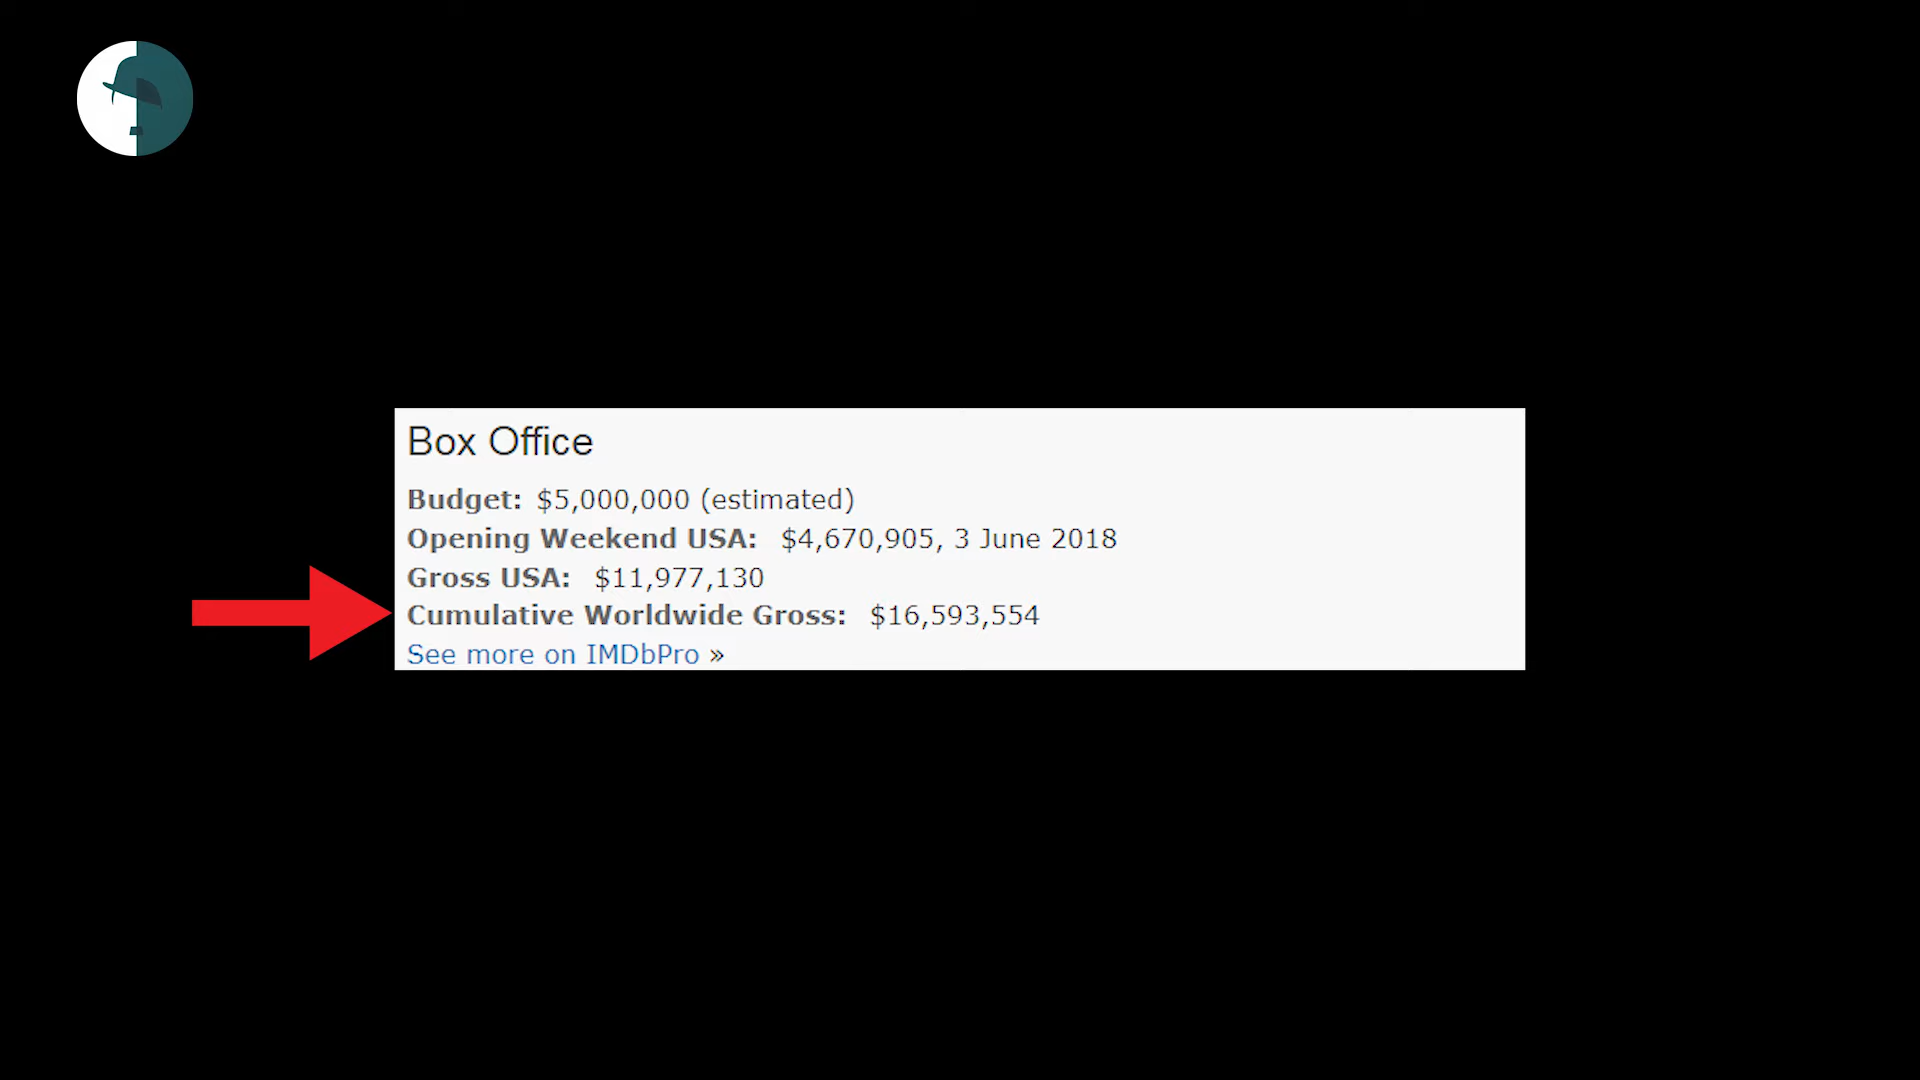 Box Office
Budget: $5,000,000 (estimated)
Opening Weekend USA: $4,670,905, 3 June 2018
Gross USA: $11,977,130
Cumulative Worldwide Gross: $16,593,554
See more on IMDbPro »